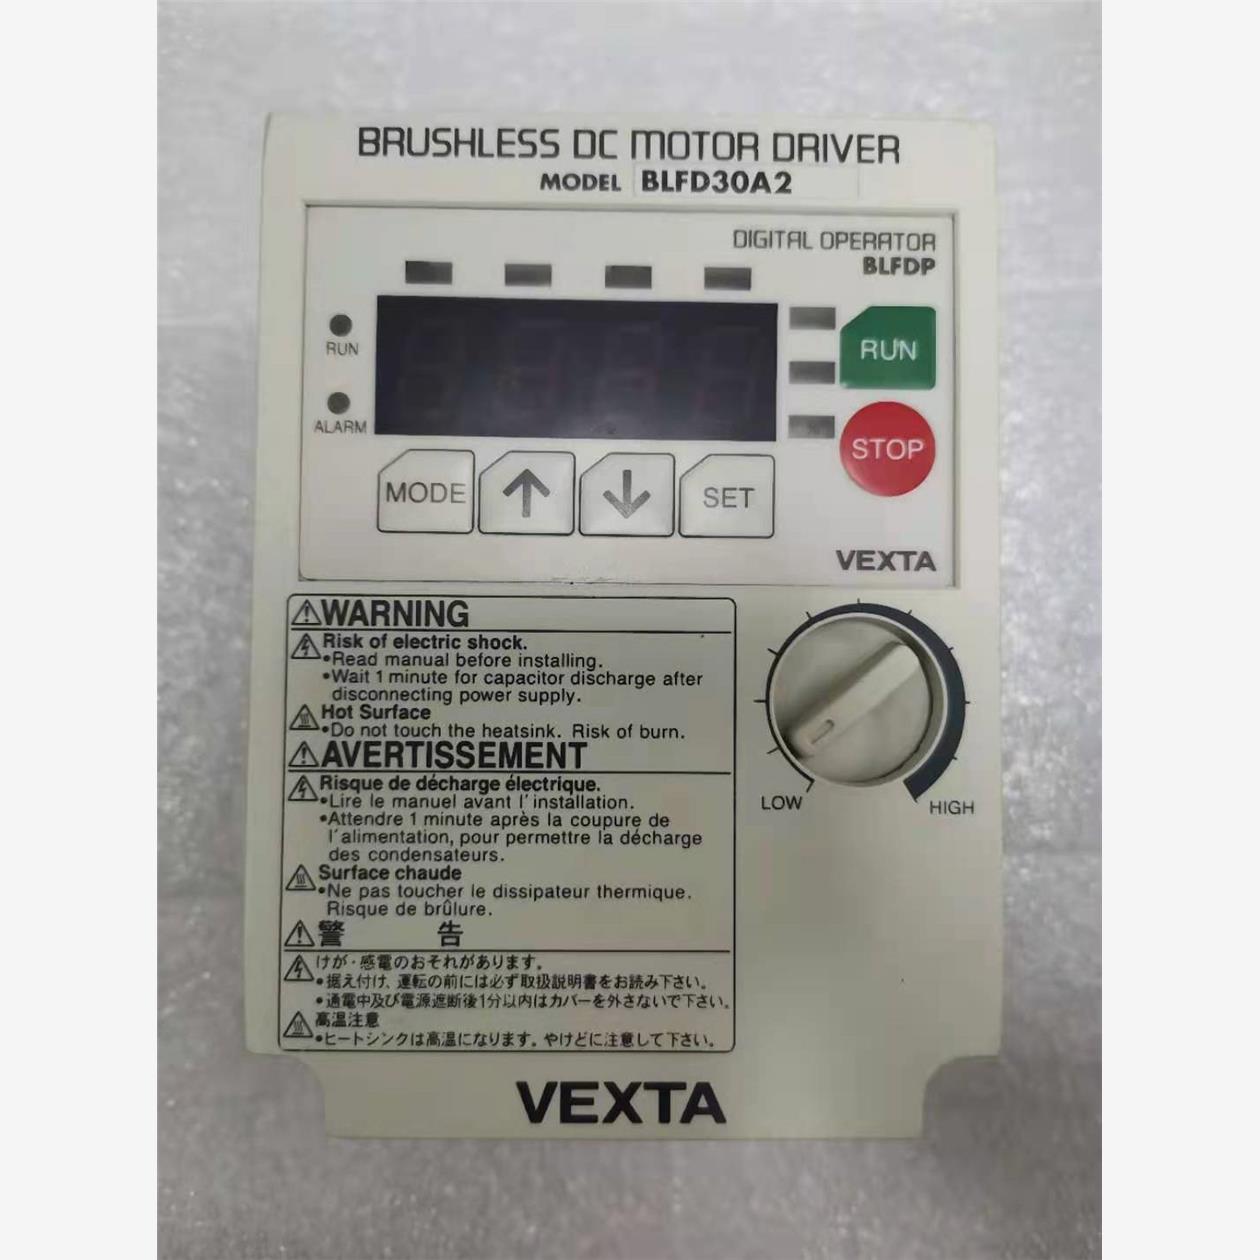 BRUSHLESS DC MOTOR DRIVER
MODEL BLFD30A2
DIGITAL OPERATOR
BLFDP
RUN
RUN
ALARM
STOP
MODE
SET
VEXTA
WARNING
Risk of electric shock.
•Read manual before installing.
•Wait 1 minute for capacitor discharge after
disconnecting power supply.
Hot Surface
•Do not touch the heatsink. Risk of burn.
AVERTISSEMENT
Risque de décharge électrique.
•Lire le manuel avant l'installation.
•Attendre 1 minute après la coupure de
l'alimentation, pour permettre la décharge
des condensateurs.
Surface chaude
•Ne pas toucher le dissipateur thermique.
Risque de brûlure.
警 告
けが・感電のおそれがあります。
•据え付け、運転の前には必ず取扱説明書をお読み下さい。
•通電中及び電源遮断後1分以内はカバーを外さないで下さい。
高温注意
•ヒートシンクは高温になります。やけどに注意して下さい。
LOW
HIGH
VEXTA